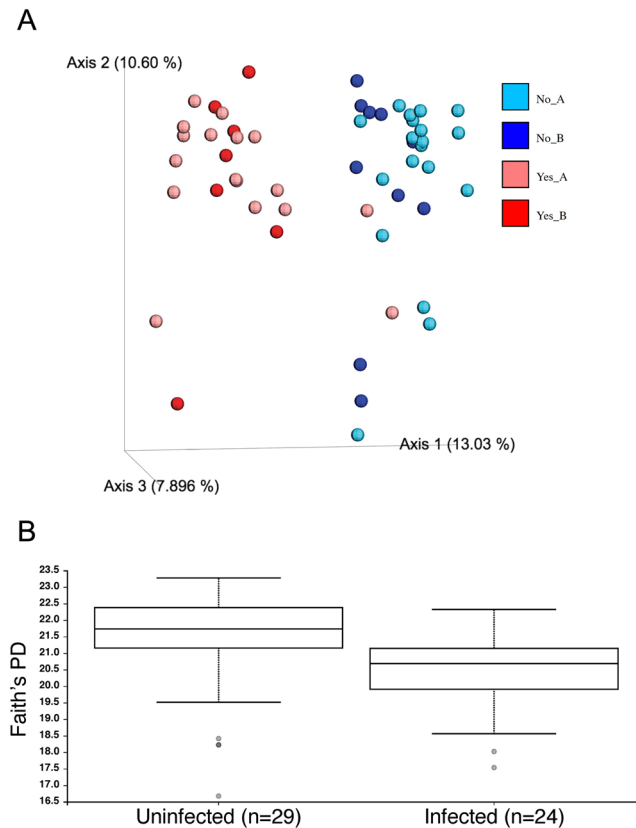 A
Axis 2 (10.60 %)
No_A
No_B
Yes_A
Yes_B
Axis 1 (13.03 %)
Axis 3 (7.896 %)
B
23.5
23.0
22.5
22.0
21.5
21.0
20.5
20.0
19.5
19.0
18.5
18.0
17.5
17.0
16.5
Faith's PD
Uninfected (n=29) Infected (n=24)